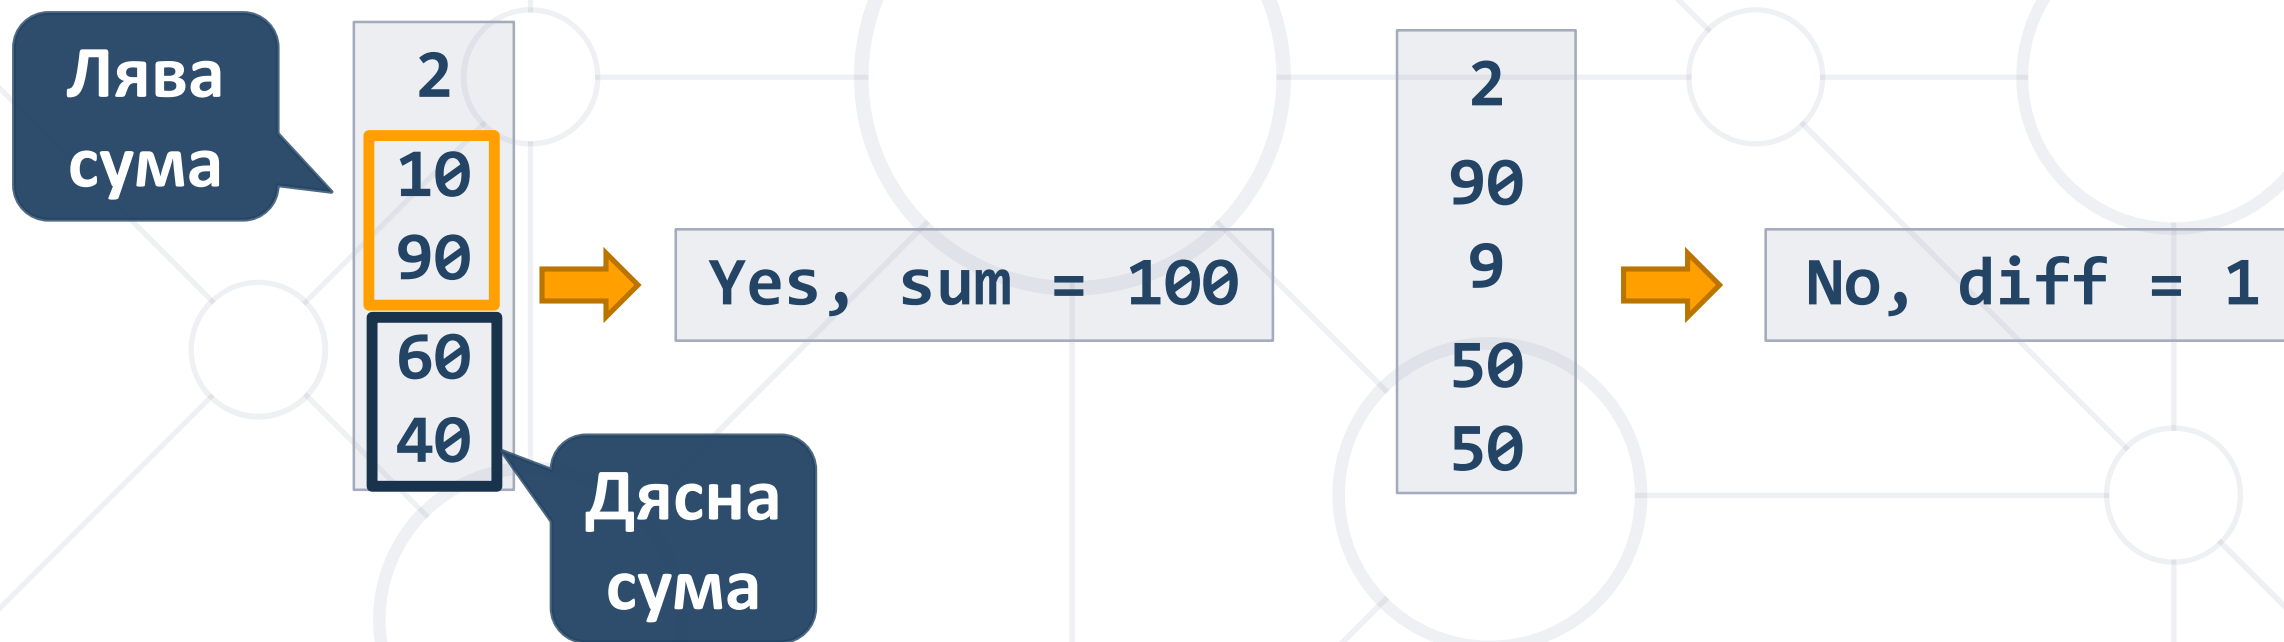 Лява
сума
2
10
90
60
40
Дясна
сума
Yes, sum = 100
2
90
9
50
50
No, diff = 1